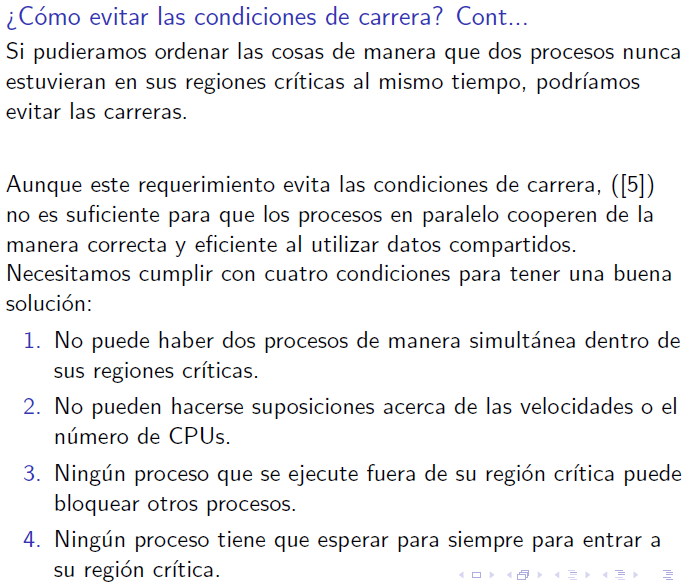 ¿Cómo evitar las condiciones de carrera? Cont...
Si pudieramos ordenar las cosas de manera que dos procesos nunca
estuvieran en sus regiones críticas al mismo tiempo, podríamos
evitar las carreras.
Aunque este requerimiento evita las condiciones de carrera, ([5])
no es suficiente para que los procesos en paralelo cooperen de la
manera correcta y eficiente al utilizar datos compartidos.
Necesitamos cumplir con cuatro condiciones para tener una buena
solución:
1. No puede haber dos procesos de manera simultánea dentro de
sus regiones críticas.
2. No pueden hacerse suposiciones acerca de las velocidades o el
número de CPUs.
3. Ningún proceso que se ejecute fuera de su región crítica puede
bloquear otros procesos.
4. Ningún proceso tiene que esperar para siempre para entrar a
su región crítica.